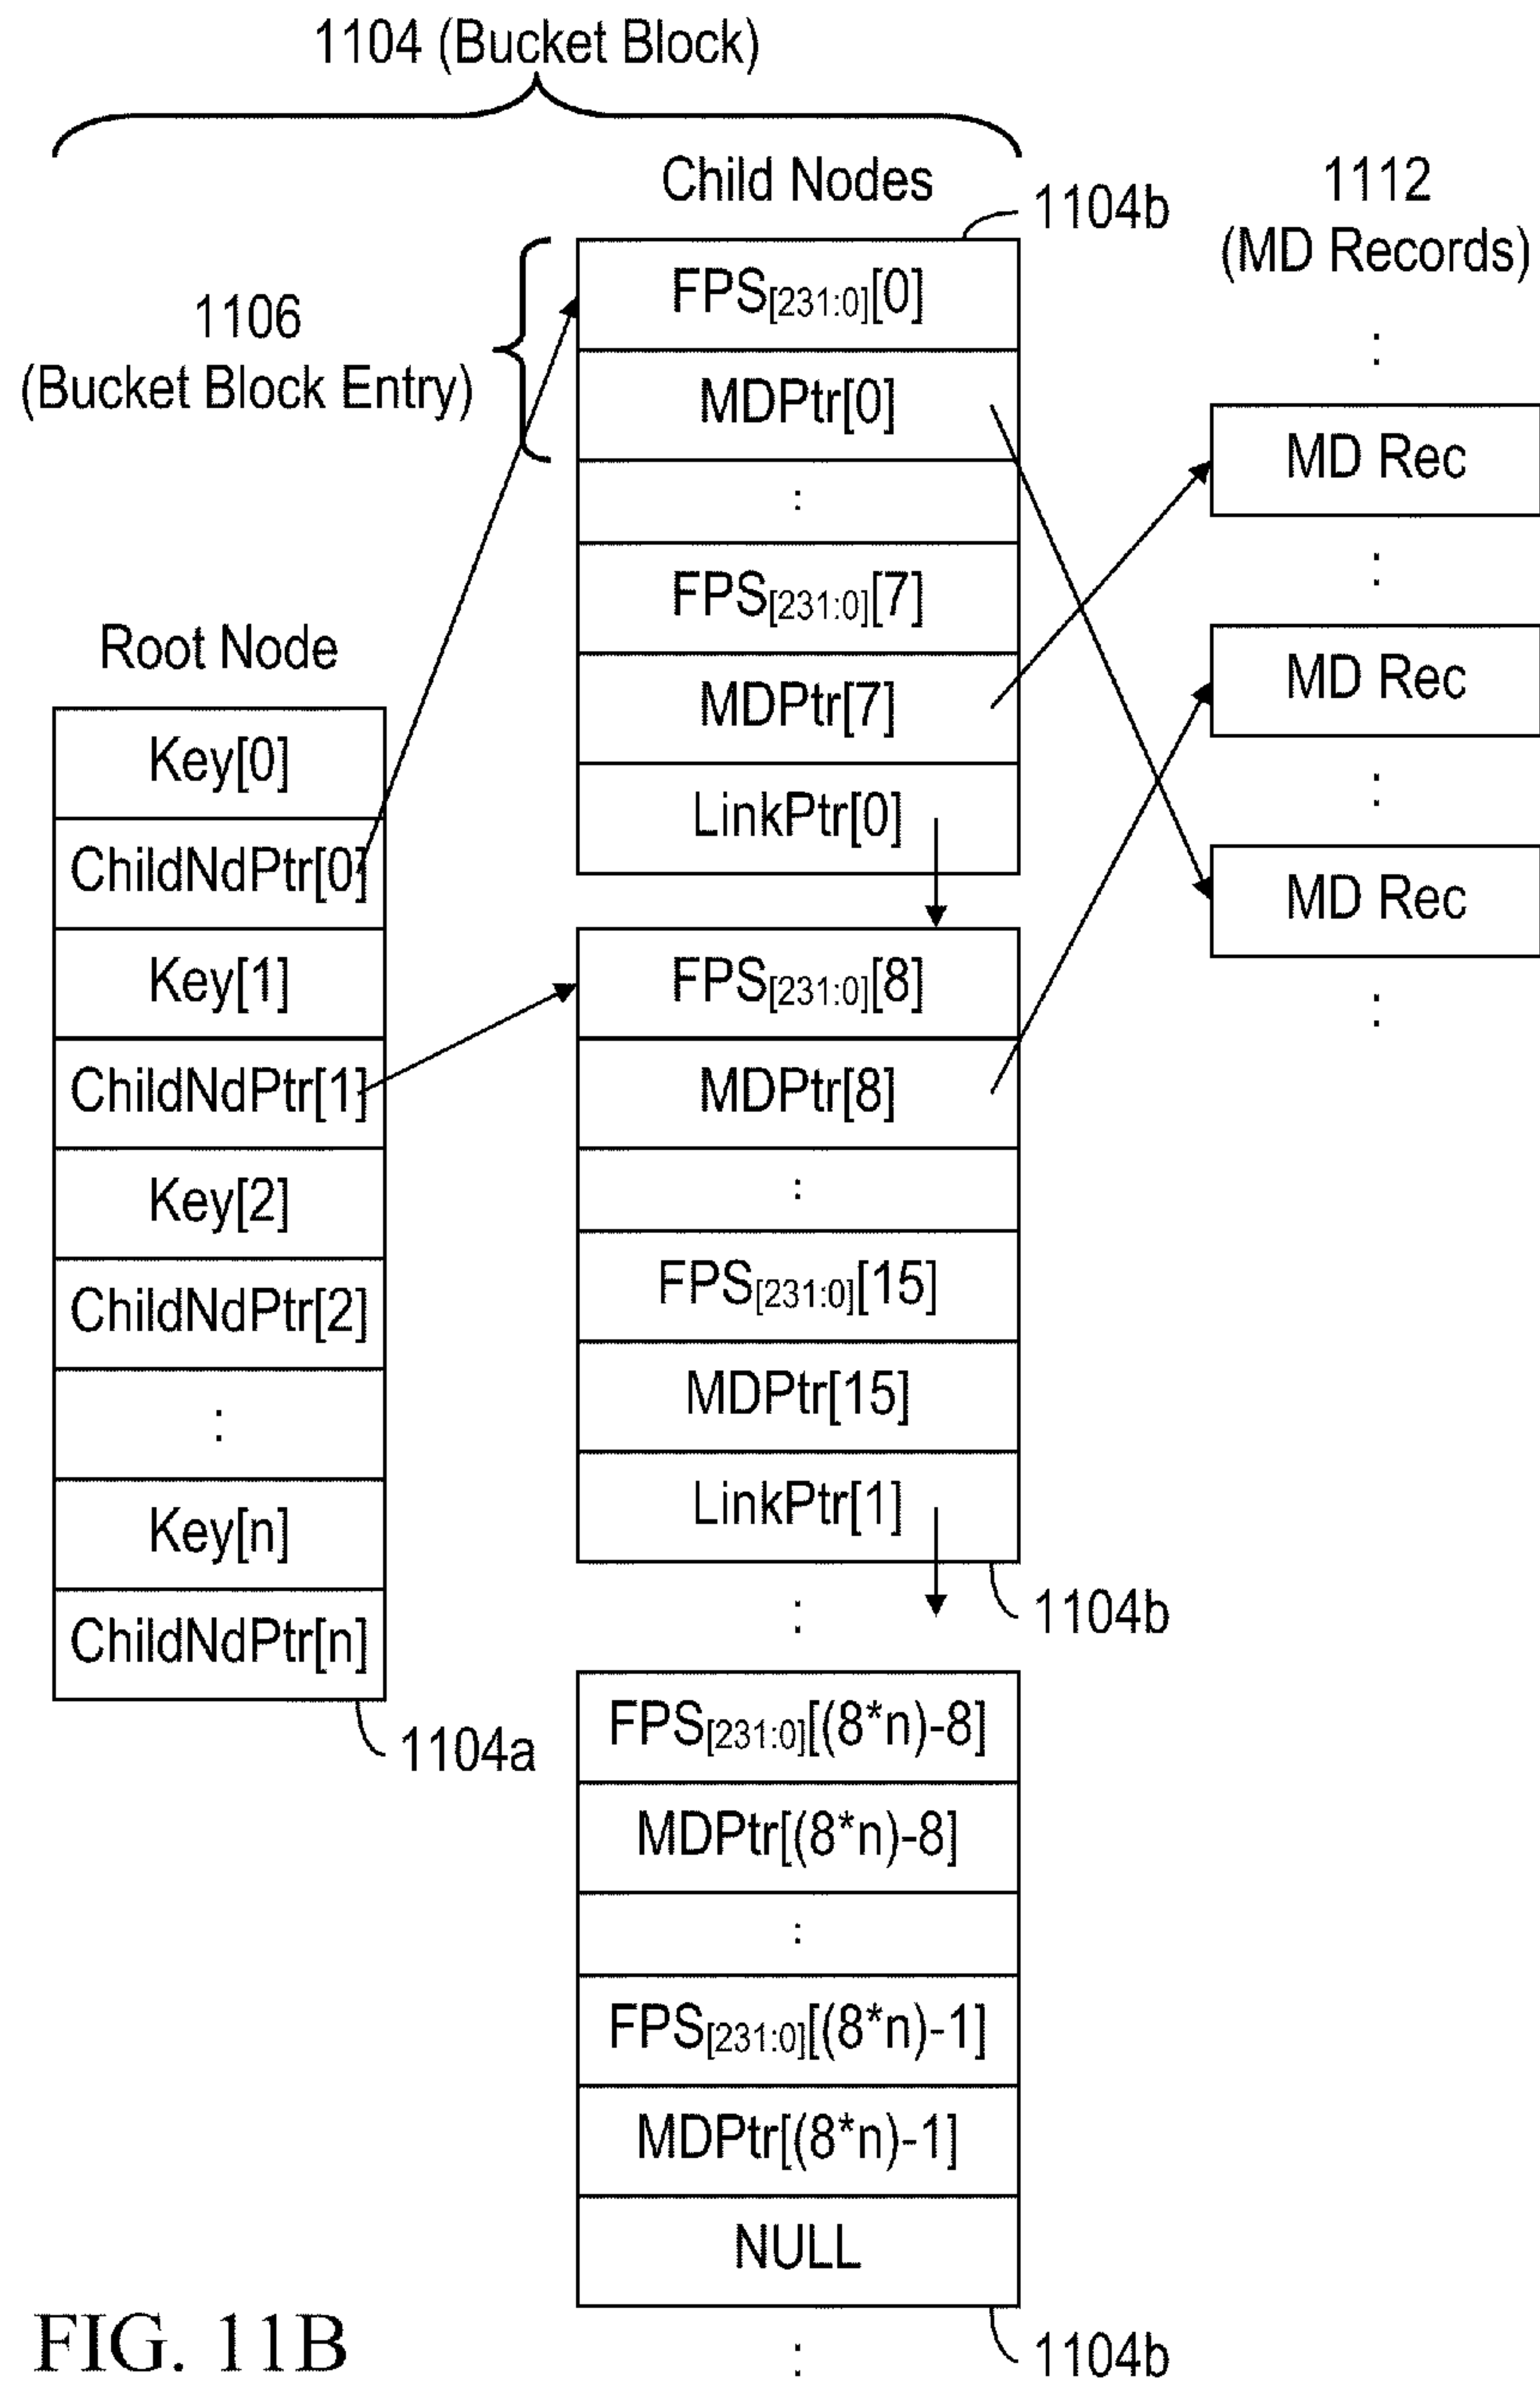 1104 (Bucket Block)
Child Nodes
1104b
1112
(MD Records)
1106
(Bucket Block Entry)
FPS[231:0][0]
MDPtr[0]
:
FPS[231:0][7]
MDPtr[7]
LinkPtr[0]
:
MD Rec
:
MD Rec
:
MD Rec
:
Root Node
Key[0]
ChildNdPtr[0]
Key[1]
ChildNdPtr[1]
Key[2]
ChildNdPtr[2]
:
Key[n]
ChildNdPtr[n]
1104a
FPS[231:0][8]
MDPtr[8]
:
FPS[231:0][15]
MDPtr[15]
LinkPtr[1]
1104b
:
FPS[231:0][(8*n)-8]
MDPtr[(8*n)-8]
:
FPS[231:0][(8*n)-1]
MDPtr[(8*n)-1]
NULL
1104b
:
FIG. 11B